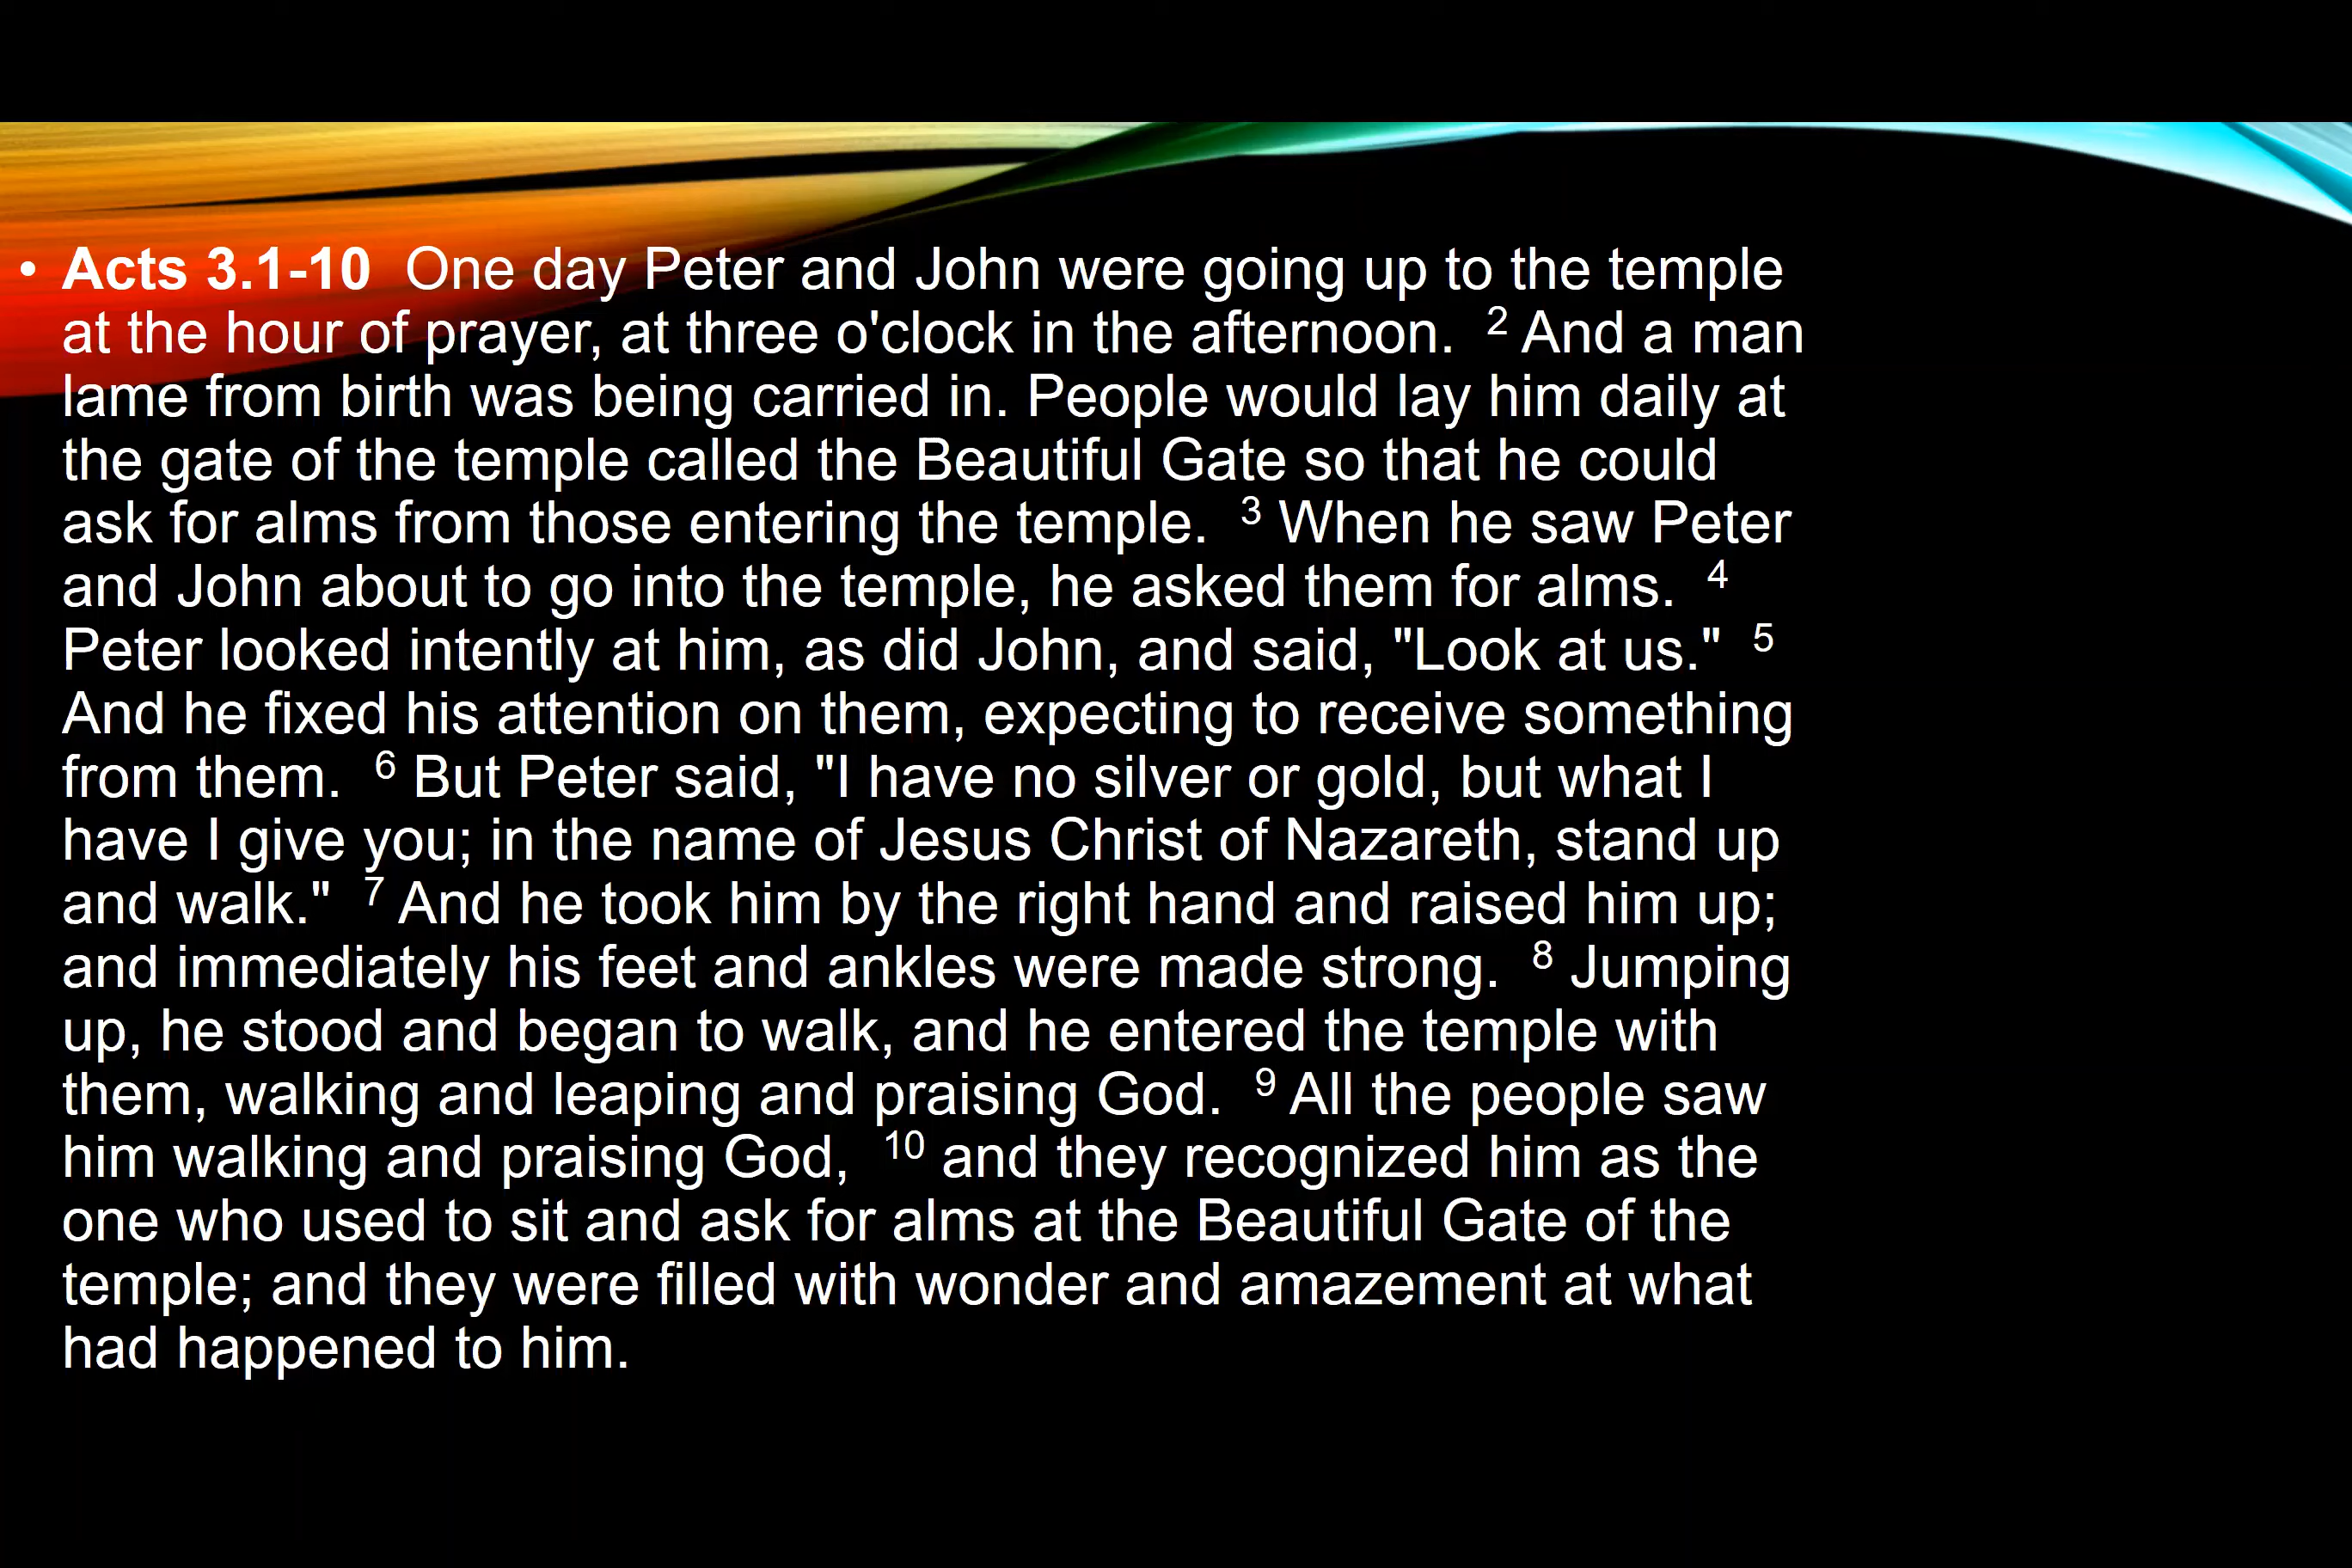 • Acts 3.1-10  One day Peter and John were going up to the temple
at the hour of prayer, at three o'clock in the afternoon.  2 And a man
lame from birth was being carried in. People would lay him daily at
the gate of the temple called the Beautiful Gate so that he could
ask for alms from those entering the temple.  3 When he saw Peter
and John about to go into the temple, he asked them for alms.  4
Peter looked intently at him, as did John, and said, "Look at us."  5
And he fixed his attention on them, expecting to receive something
from them.  6 But Peter said, "I have no silver or gold, but what I
have I give you; in the name of Jesus Christ of Nazareth, stand up
and walk."  7 And he took him by the right hand and raised him up;
and immediately his feet and ankles were made strong.  8 Jumping
up, he stood and began to walk, and he entered the temple with
them, walking and leaping and praising God.  9 All the people saw
him walking and praising God,  10 and they recognized him as the
one who used to sit and ask for alms at the Beautiful Gate of the
temple; and they were filled with wonder and amazement at what
had happened to him.